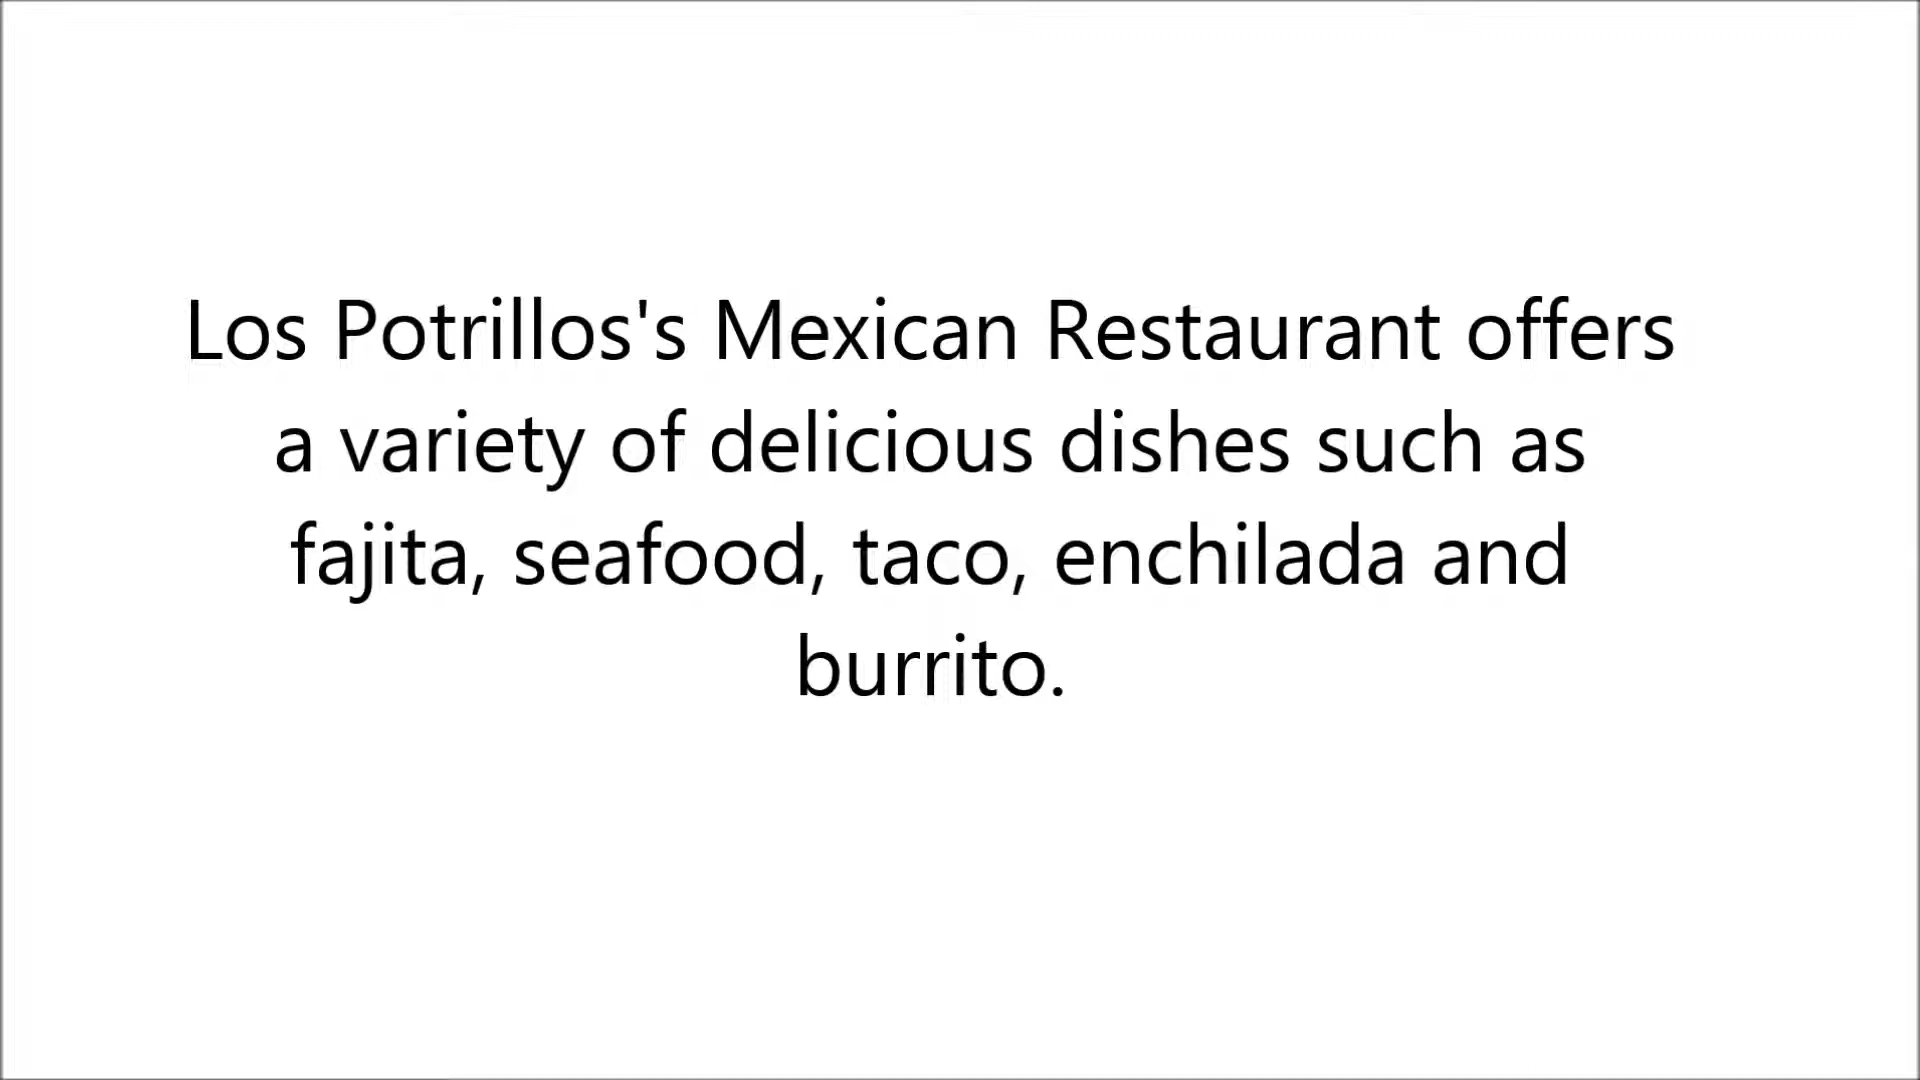 Los Potrillos's Mexican Restaurant offers
a variety of delicious dishes such as
fajita, seafood, taco, enchilada and
burrito.